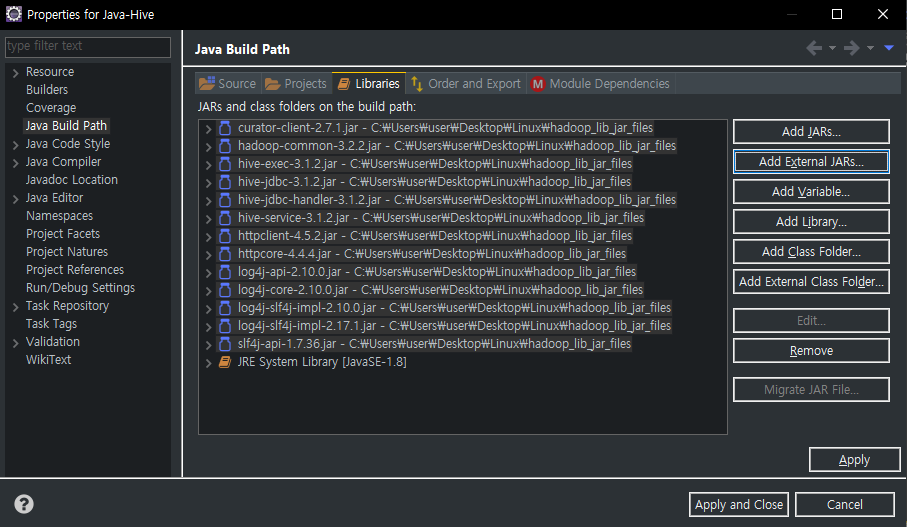 Properties for Java-Hive
type filter text
Resource
Builders
Coverage
Java Build Path
Java Code Style
Java Compiler
Javadoc Location
Java Editor
Namespaces
Project Facets
Project Natures
Project References
Run/Debug Settings
Task Repository
Task Tags
Validation
WikiText
Java Build Path
Source Projects Libraries Order and Export M Module Dependencies
JARs and class folders on the build path:
curator-client-2.7.1.jar - C:₩Users₩user₩Desktop₩Linux₩hadoop_lib_jar_files
hadoop-common-3.2.2.jar - C:₩Users₩user₩Desktop₩Linux₩hadoop_lib_jar_files
hive-exec-3.1.2.jar - C:₩Users₩user₩Desktop₩Linux₩hadoop_lib_jar_files
hive-jdbc-3.1.2.jar - C:₩Users₩user₩Desktop₩Linux₩hadoop_lib_jar_files
hive-jdbc-handler-3.1.2.jar - C:₩Users₩user₩Desktop₩Linux₩hadoop_lib_jar_files
hive-service-3.1.2.jar - C:₩Users₩user₩Desktop₩Linux₩hadoop_lib_jar_files
httpclient-4.5.2.jar - C:₩Users₩user₩Desktop₩Linux₩hadoop_lib_jar_files
httpcore-4.4.4.jar - C:₩Users₩user₩Desktop₩Linux₩hadoop_lib_jar_files
log4j-api-2.10.0.jar - C:₩Users₩user₩Desktop₩Linux₩hadoop_lib_jar_files
log4j-core-2.10.0.jar - C:₩Users₩user₩Desktop₩Linux₩hadoop_lib_jar_files
log4j-slf4j-impl-2.10.0.jar - C:₩Users₩user₩Desktop₩Linux₩hadoop_lib_jar_files
log4j-slf4j-impl-2.17.1.jar - C:₩Users₩user₩Desktop₩Linux₩hadoop_lib_jar_files
slf4j-api-1.7.36.jar - C:₩Users₩user₩Desktop₩Linux₩hadoop_lib_jar_files
JRE System Library [JavaSE-1.8]
Add JARs...
Add External JARs...
Add Variable...
Add Library...
Add Class Folder...
Add External Class Folder...
Edit...
Remove
Migrate JAR File...
Apply
?
Apply and Close
Cancel